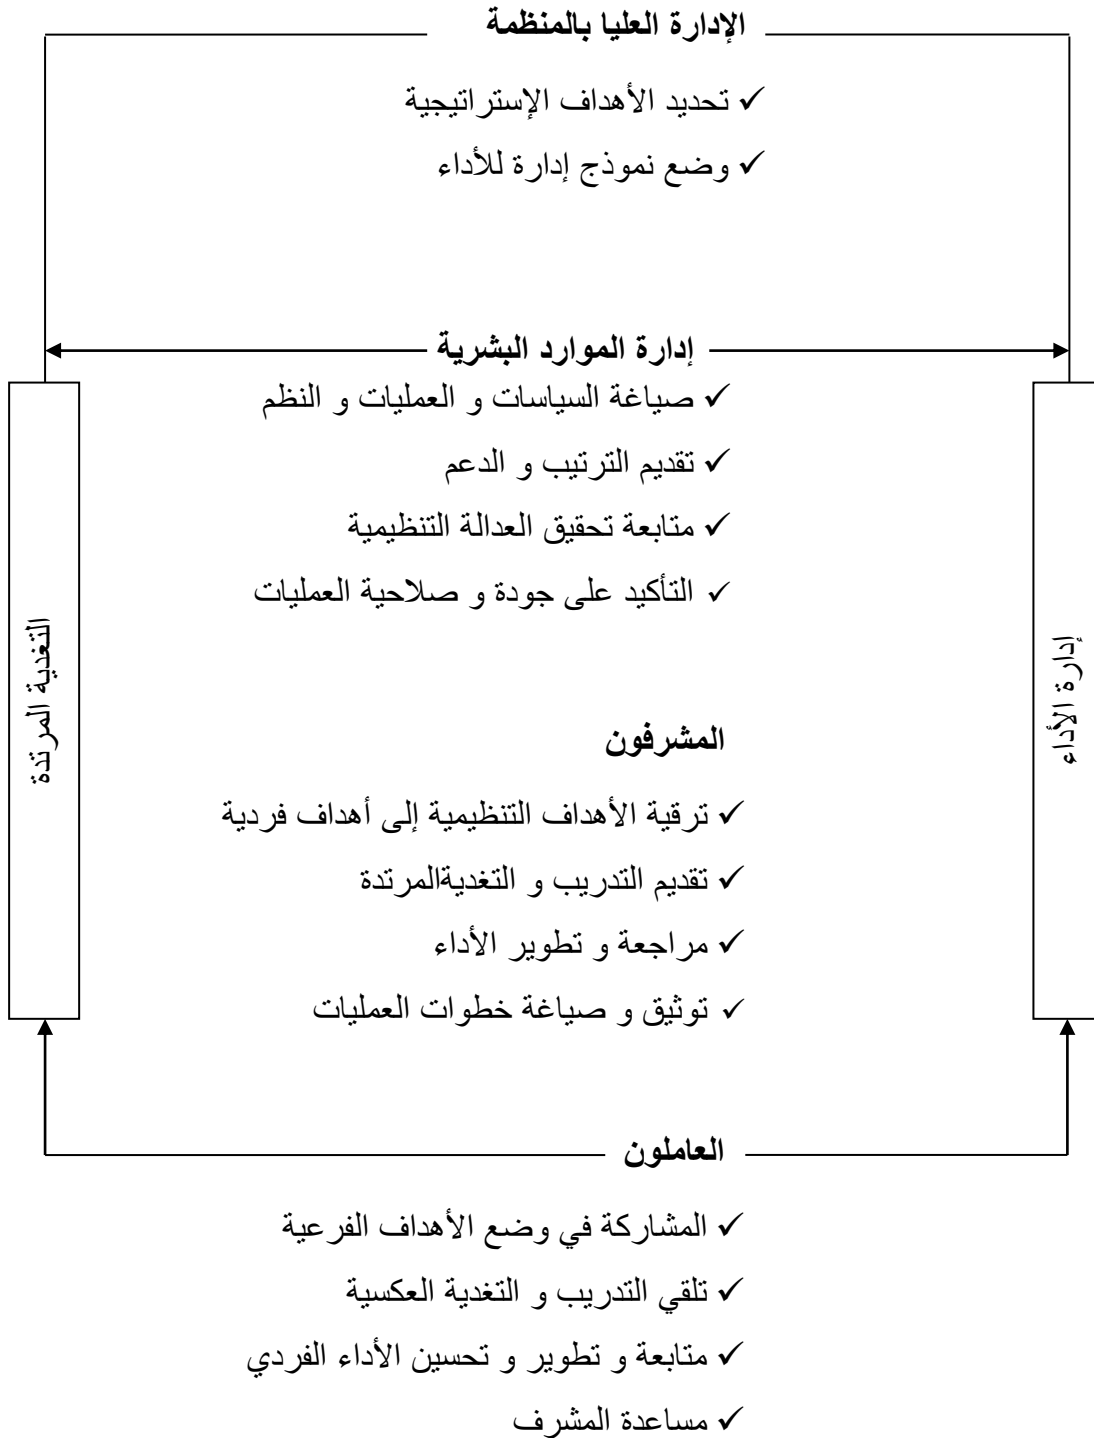 الإدارة العليا بالمنظمة
✓ تحديد الأهداف الإستراتيجية
✓ وضع نموذج إدارة للأداء
إدارة الموارد البشرية
✓ صياغة السياسات و العمليات و النظم
✓ تقديم الترتيب و الدعم
✓ متابعة تحقيق العدالة التنظيمية
✓ التأكيد على جودة و صلاحية العمليات
إدارة الأداء
التغدية المرتدة
المشرفون
✓ ترقية الأهداف التنظيمية إلى أهداف فردية
✓ تقديم التدريب و التغديةالمرتدة
✓ مراجعة و تطوير الأداء
✓ توثيق و صياغة خطوات العمليات
العاملون
✓ المشاركة في وضع الأهداف الفرعية
✓ تلقي التدريب و التغدية العكسية
✓ متابعة و تطوير و تحسين الأداء الفردي
✓ مساعدة المشرف